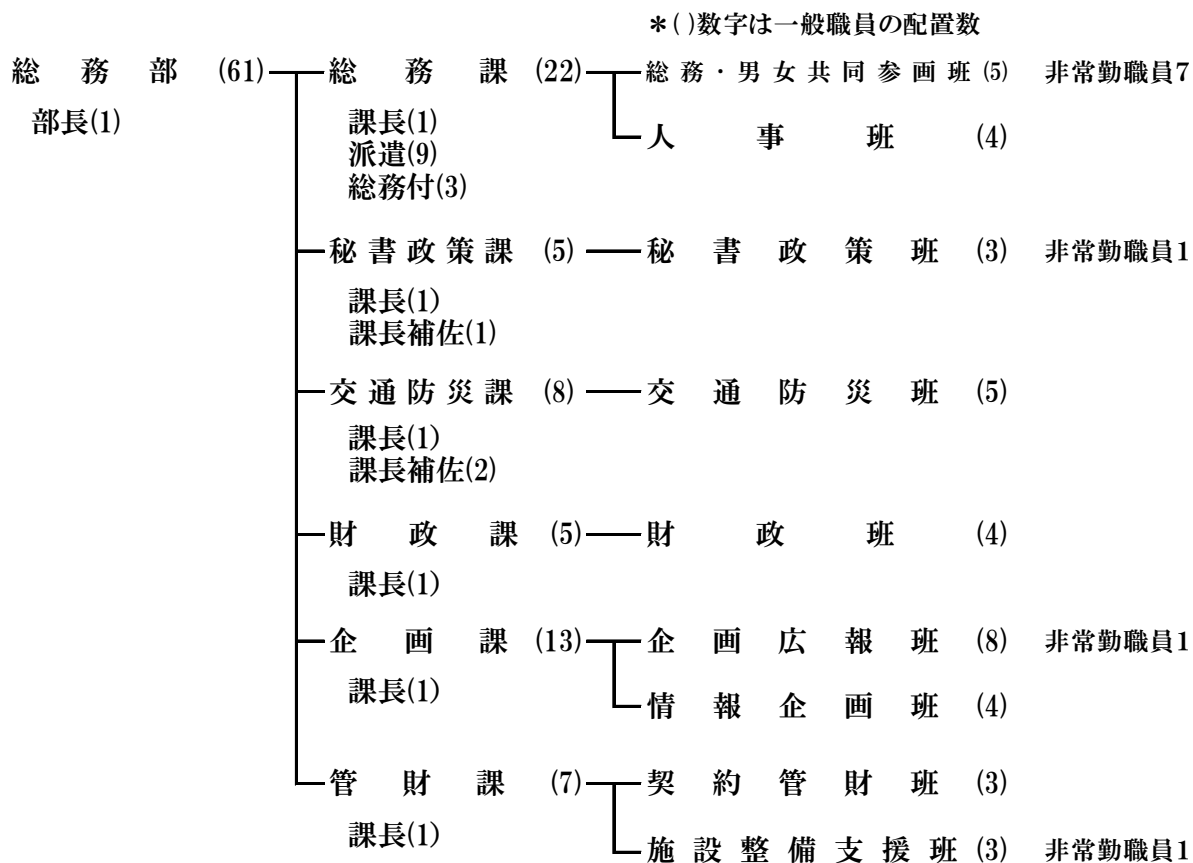 ＊( )数字は一般職員の配置数
総務部 (61) 総務課 (22) 総務・男女共同参画班 (5) 非常勤職員7
部長(1)
課長(1)
人事班 (4)
派遣(9)
総務付(3)
秘書政策課 (5) 秘書政策班 (3) 非常勤職員1
課長(1)
課長補佐(1)
交通防災課 (8) 交通防災班 (5)
課長(1)
課長補佐(2)
財政課 (5) 財政班 (4)
課長(1)
企画課 (13) 企画広報班 (8) 非常勤職員1
課長(1)
情報企画班 (4)
管財課 (7) 契約管財班 (3)
課長(1)
施設整備支援班 (3) 非常勤職員1